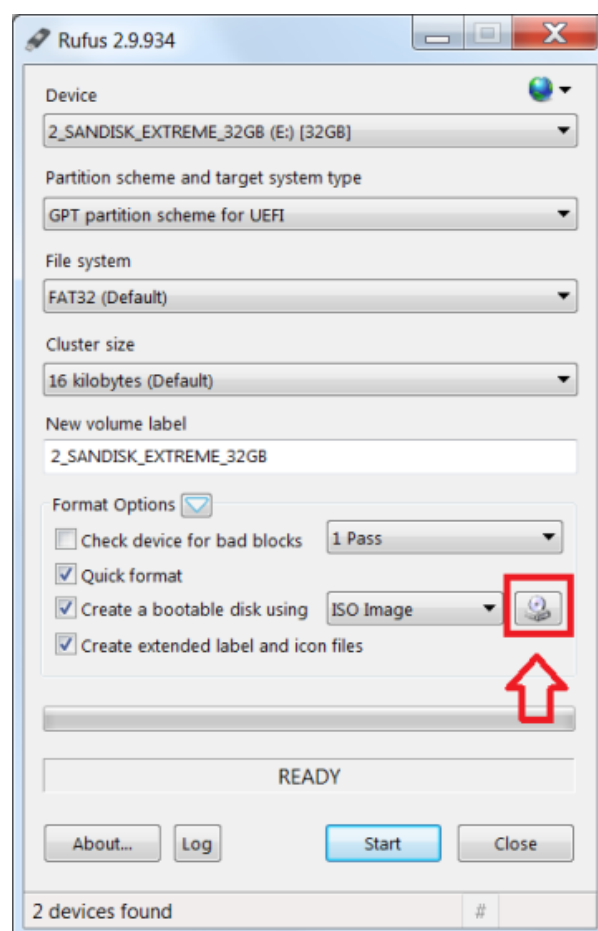 Rufus 2.9.934
Device
2_SANDISK_EXTREME_32GB (E:) [32GB]
Partition scheme and target system type
GPT partition scheme for UEFI
File system
FAT32 (Default)
Cluster size
16 kilobytes (Default)
New volume label
2_SANDISK_EXTREME_32GB
Format Options
Check device for bad blocks 1 Pass
Quick format
Create a bootable disk using ISO Image
Create extended label and icon files
READY
About... Log Start Close
2 devices found #